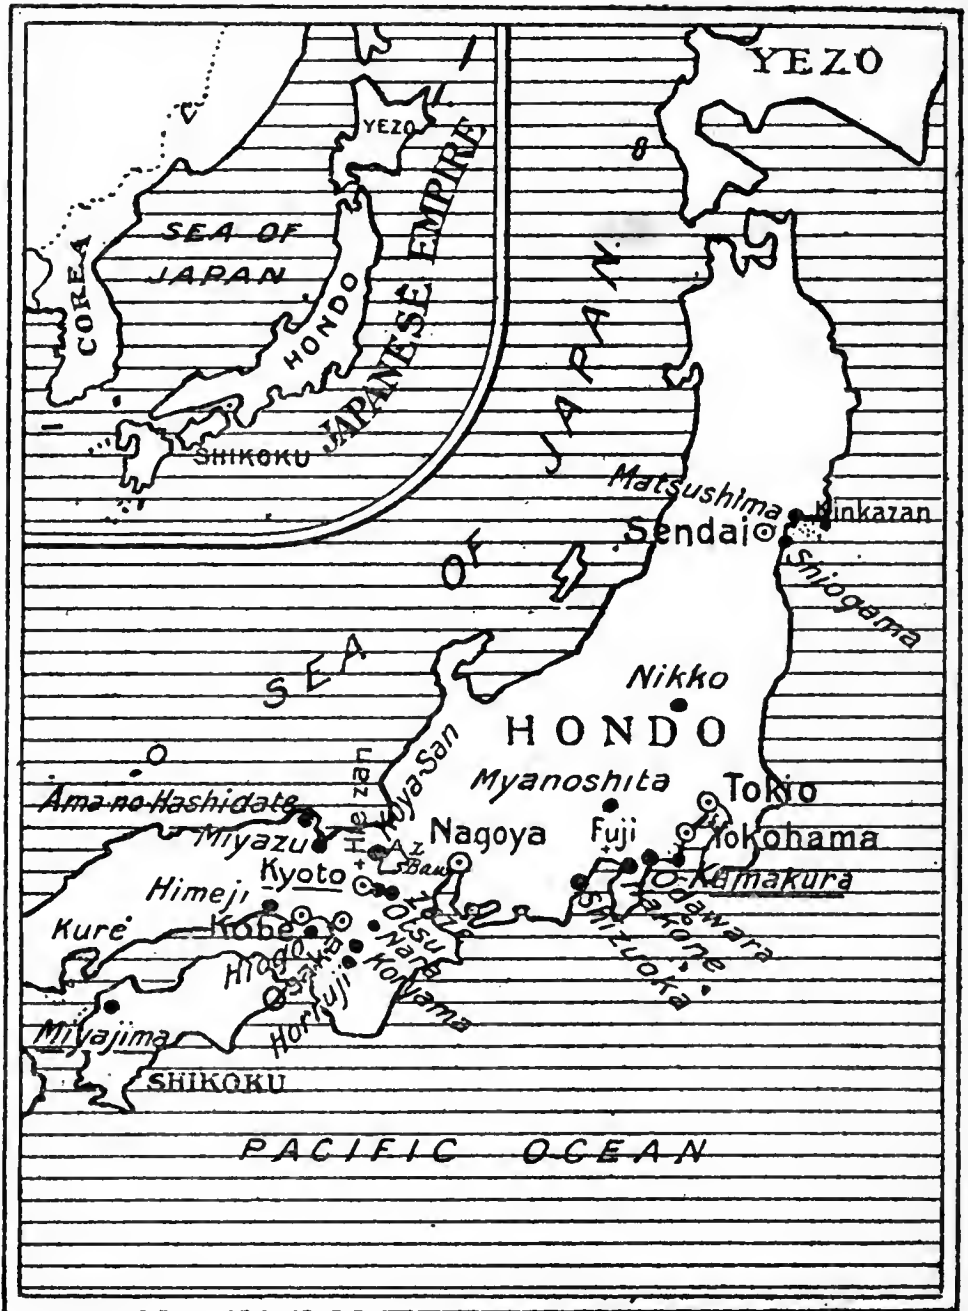 YEZO
SEA OF
JAPAN
COREA
HONDO
SHIKOKU
JAPANESE EMPIRE
YEZO
SEA OF JAPAN.
Matsushima
Kinkazan
Sendai
Shiogama
Nikko
HONDO
Myanoshita
Tokio
Fuji
Yokohama
Kamakura
Odawara
Hakone
Shizuoka
Nagoya
Koya-San
Hiie zan
Ama-no-Hashidate
Miyazu
Kyoto
Himeji
Kobe
Kure
Hiogo
Osaka
Otsu
Nara
Koriyama
Horiuji
Miyajima
SHIKOKU
PACIFIC OCEAN